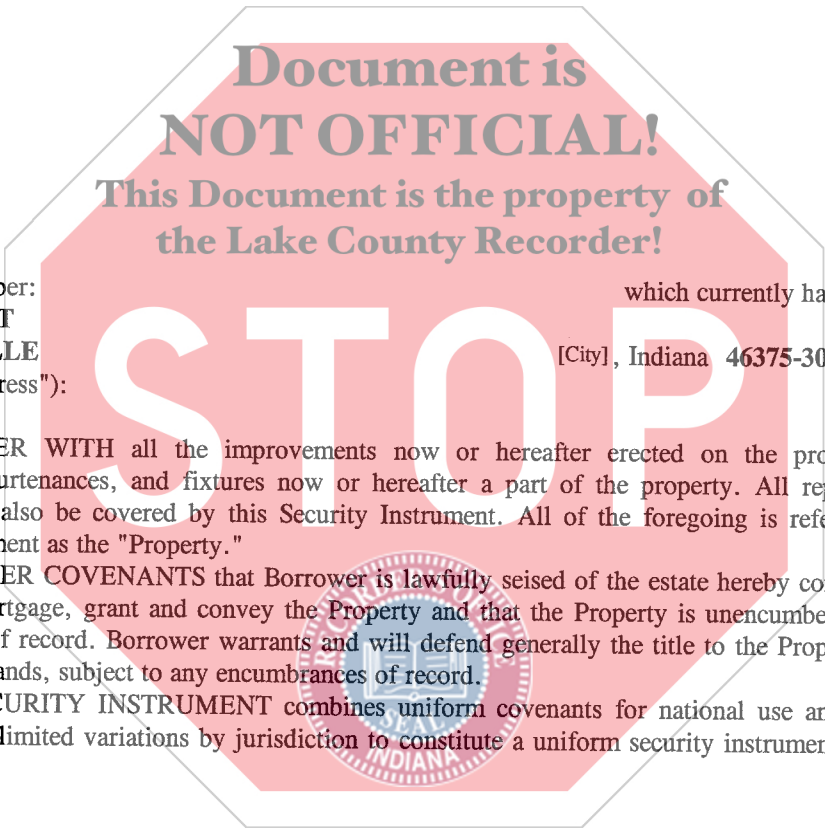 Document is
NOT OFFICIAL!
This Document is the property of
the Lake County Recorder!
STOP
ber:
which currently ha
T
LLE
[City], Indiana 46375-30
ress"):
ER WITH all the improvements now or hereafter erected on the pro
urtenances, and fixtures now or hereafter a part of the property. All rep
also be covered by this Security Instrument. All of the foregoing is refe
ment as the "Property."
ER COVENANTS that Borrower is lawfully seised of the estate hereby co
rtgage, grant and convey the Property and that the Property is unencumbe
f record. Borrower warrants and will defend generally the title to the Prop
ands, subject to any encumbrances of record.
CURITY INSTRUMENT combines uniform covenants for national use an
limited variations by jurisdiction to constitute a uniform security instrumen
RECORDER'S OFFICE
SEAL
INDIANA